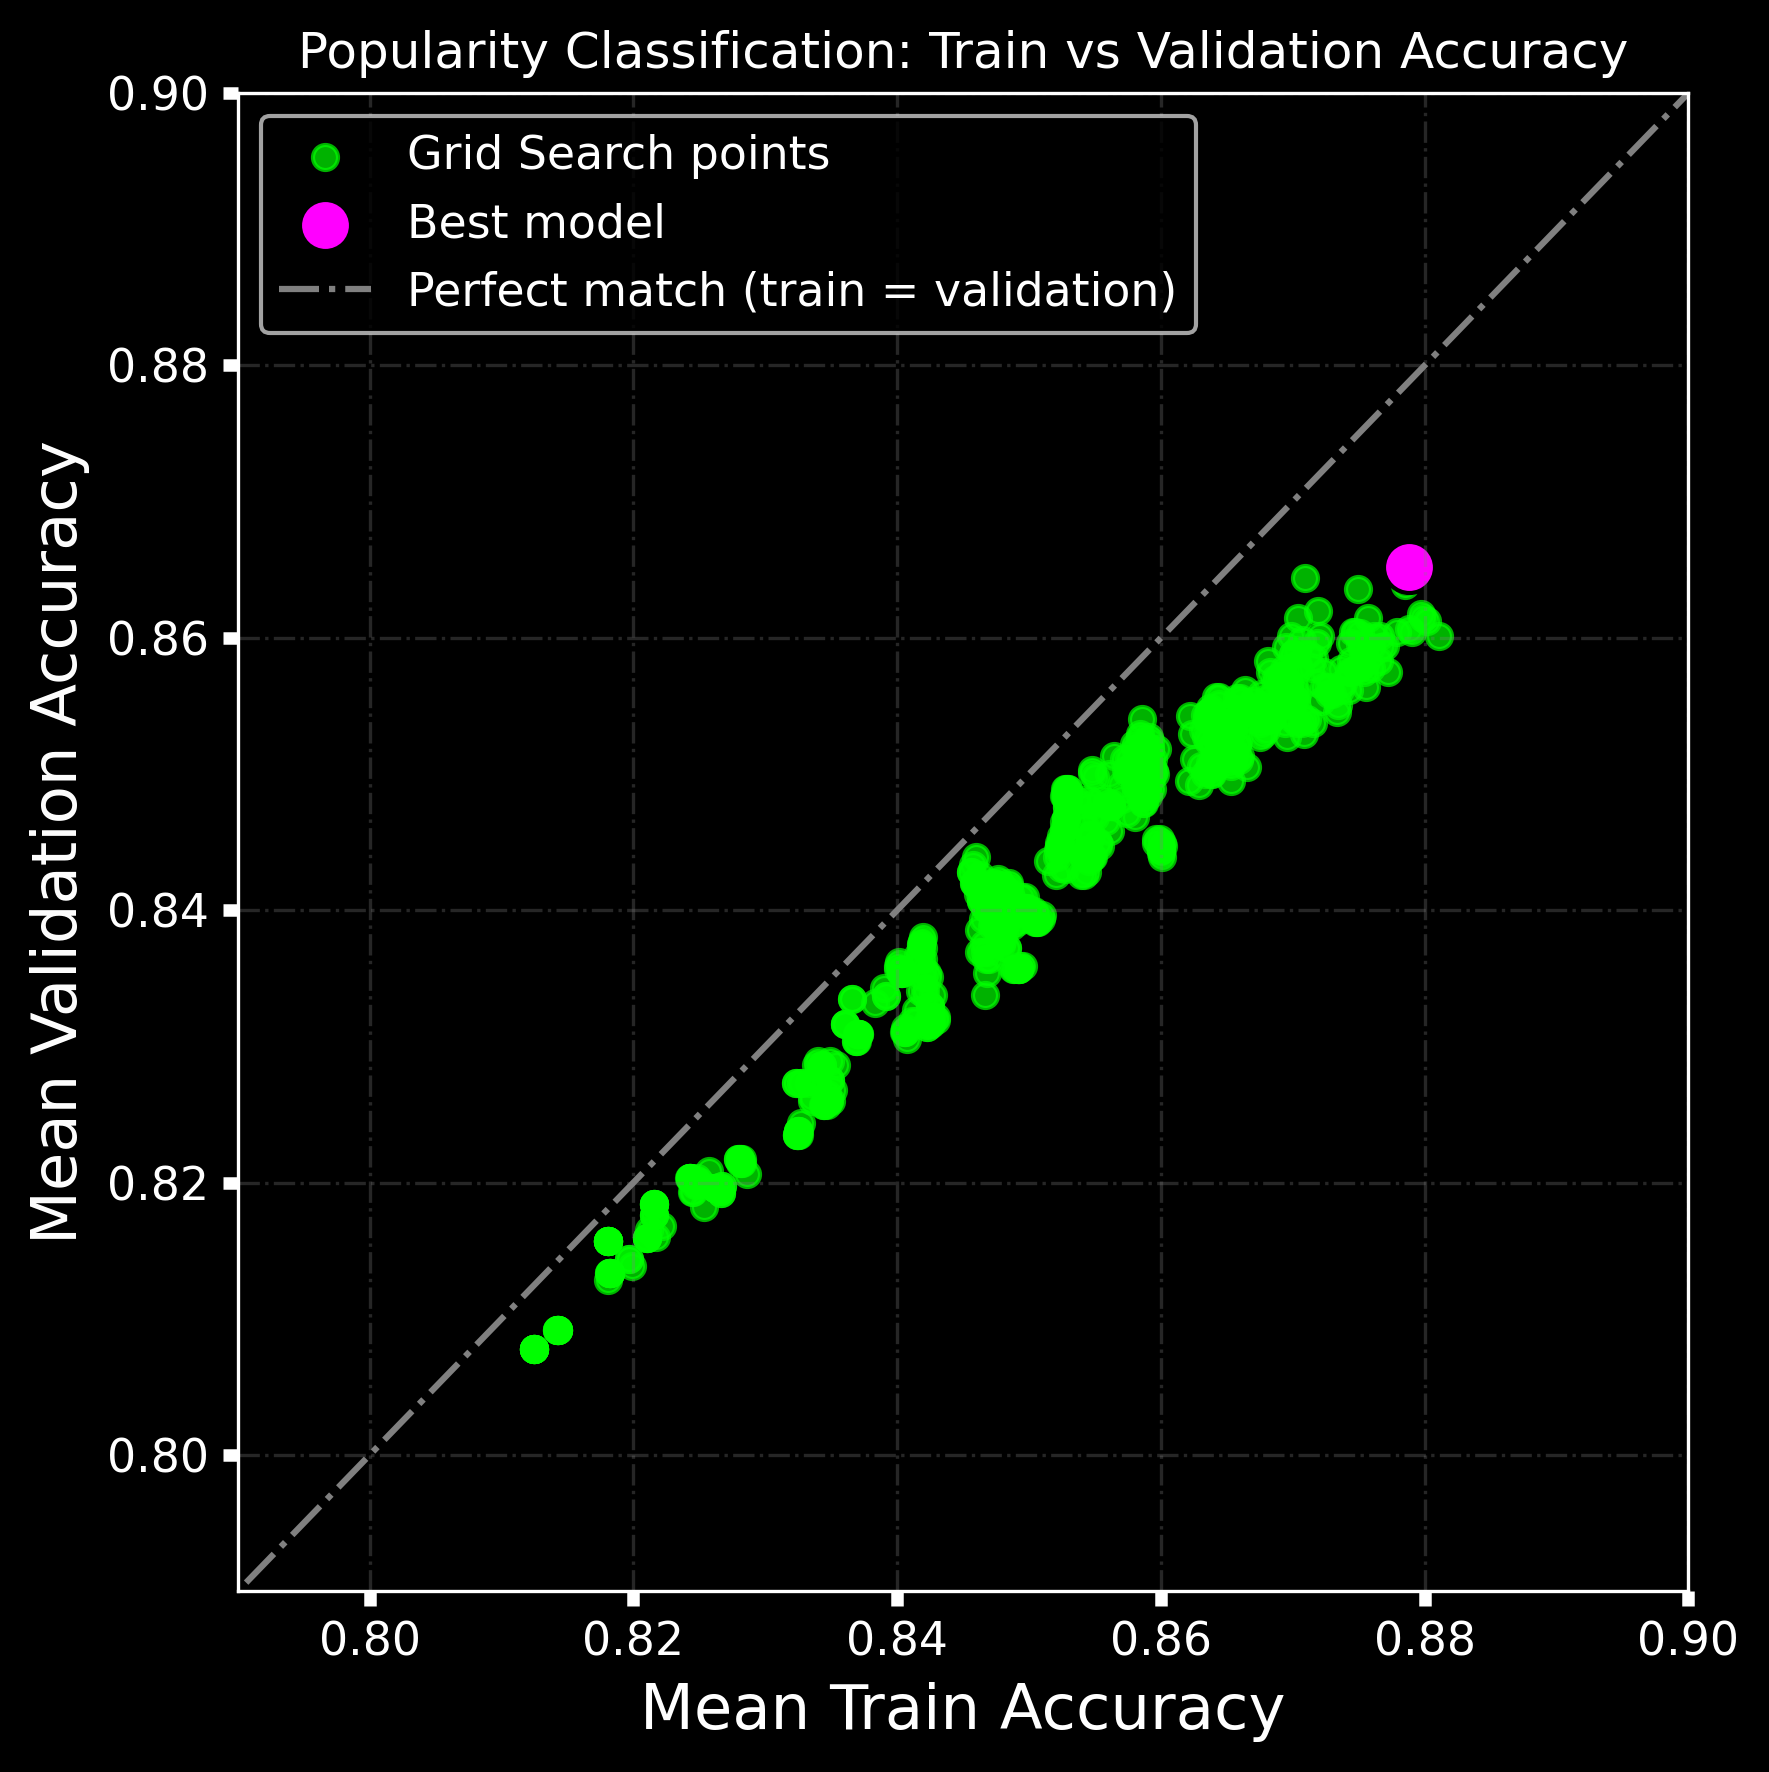 Popularity Classification: Train vs Validation Accuracy
Grid Search points
Best model
Perfect match (train = validation)
Mean Validation Accuracy
0.90
0.88
0.86
0.84
0.82
0.80
0.80 0.82 0.84 0.86 0.88 0.90
Mean Train Accuracy